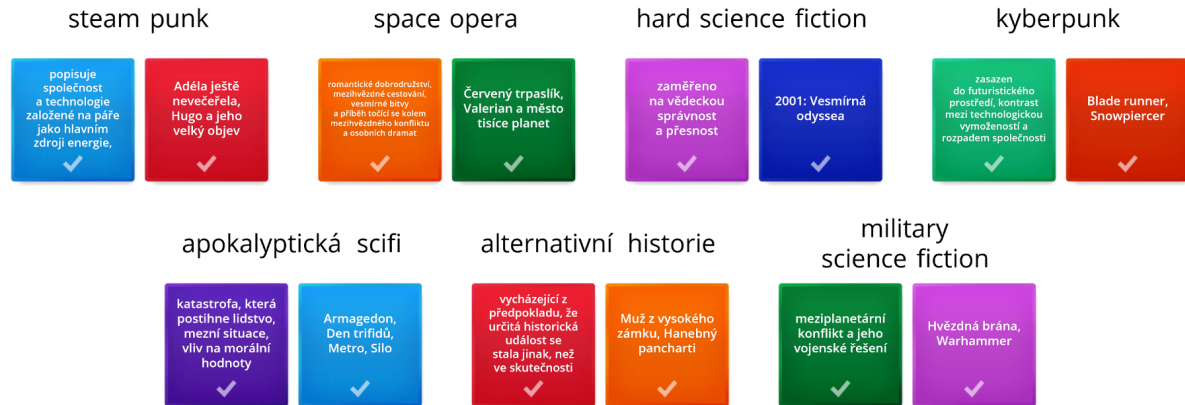 steam punk
popisuje
společnost
a technologie
založené na páře
jako hlavním
zdroji energie,
Adéla ještě
nevečeřela,
Hugo a jeho
velký objev
space opera
romantické dobrodružství,
mezihvězdné cestování,
vesmírné bitvy
a příběh točící se kolem
mezihvězdného konfliktu
a osobních dramat
Červený trpaslík,
Valerian a město
tisíce planet
hard science fiction
zaměřeno
na vědeckou
správnost
a přesnost
2001: Vesmírná
odyssea
kyberpunk
zasazen
do futuristického
prostředí, kontrast
mezi technologickou
vymožeností a
rozpadem společnosti
Blade runner,
Snowpiercer
apokalyptická scifi
katastrofa, která
postihne lidstvo,
mezní situace,
vliv na morální
hodnoty
Armagedon,
Den trifidů,
Metro, Silo
alternativní historie
vycházející z
předpokladu, že
určitá historická
událost se
stala jinak, než
ve skutečnosti
Muž z vysokého
zámku, Hanebný
pancharti
military
science fiction
meziplanetární
konflikt a jeho
vojenské řešení
Hvězdná brána,
Warhammer